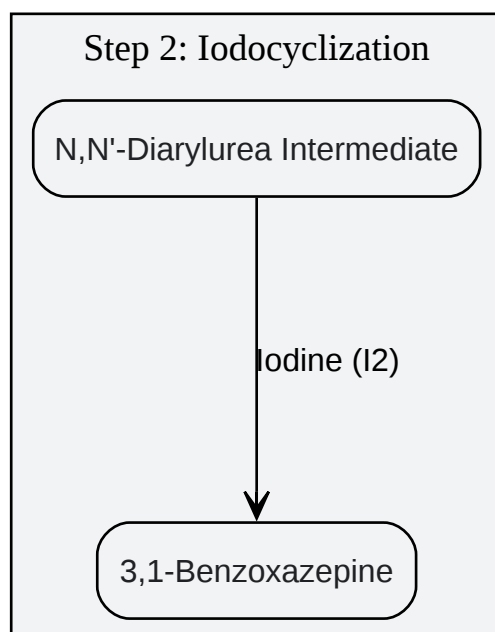 Step 2: Iodocyclization
N,N'-Diarylurea Intermediate
Iodine (I2)
3,1-Benzoxazepine